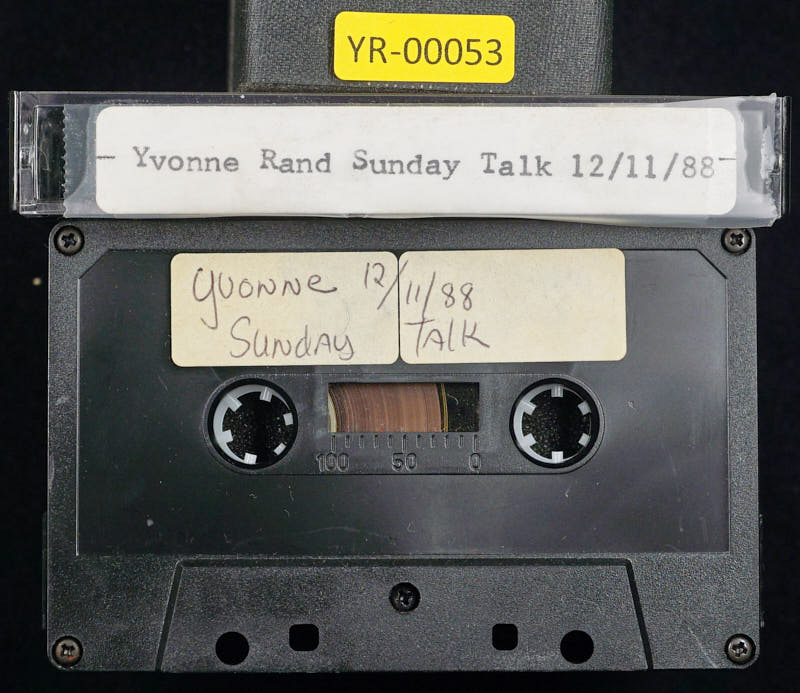 YR-00053
- Yvonne Rand Sunday Talk 12/11/88-
Yvonne 12/11/88
Sunday Talk
100 50 0